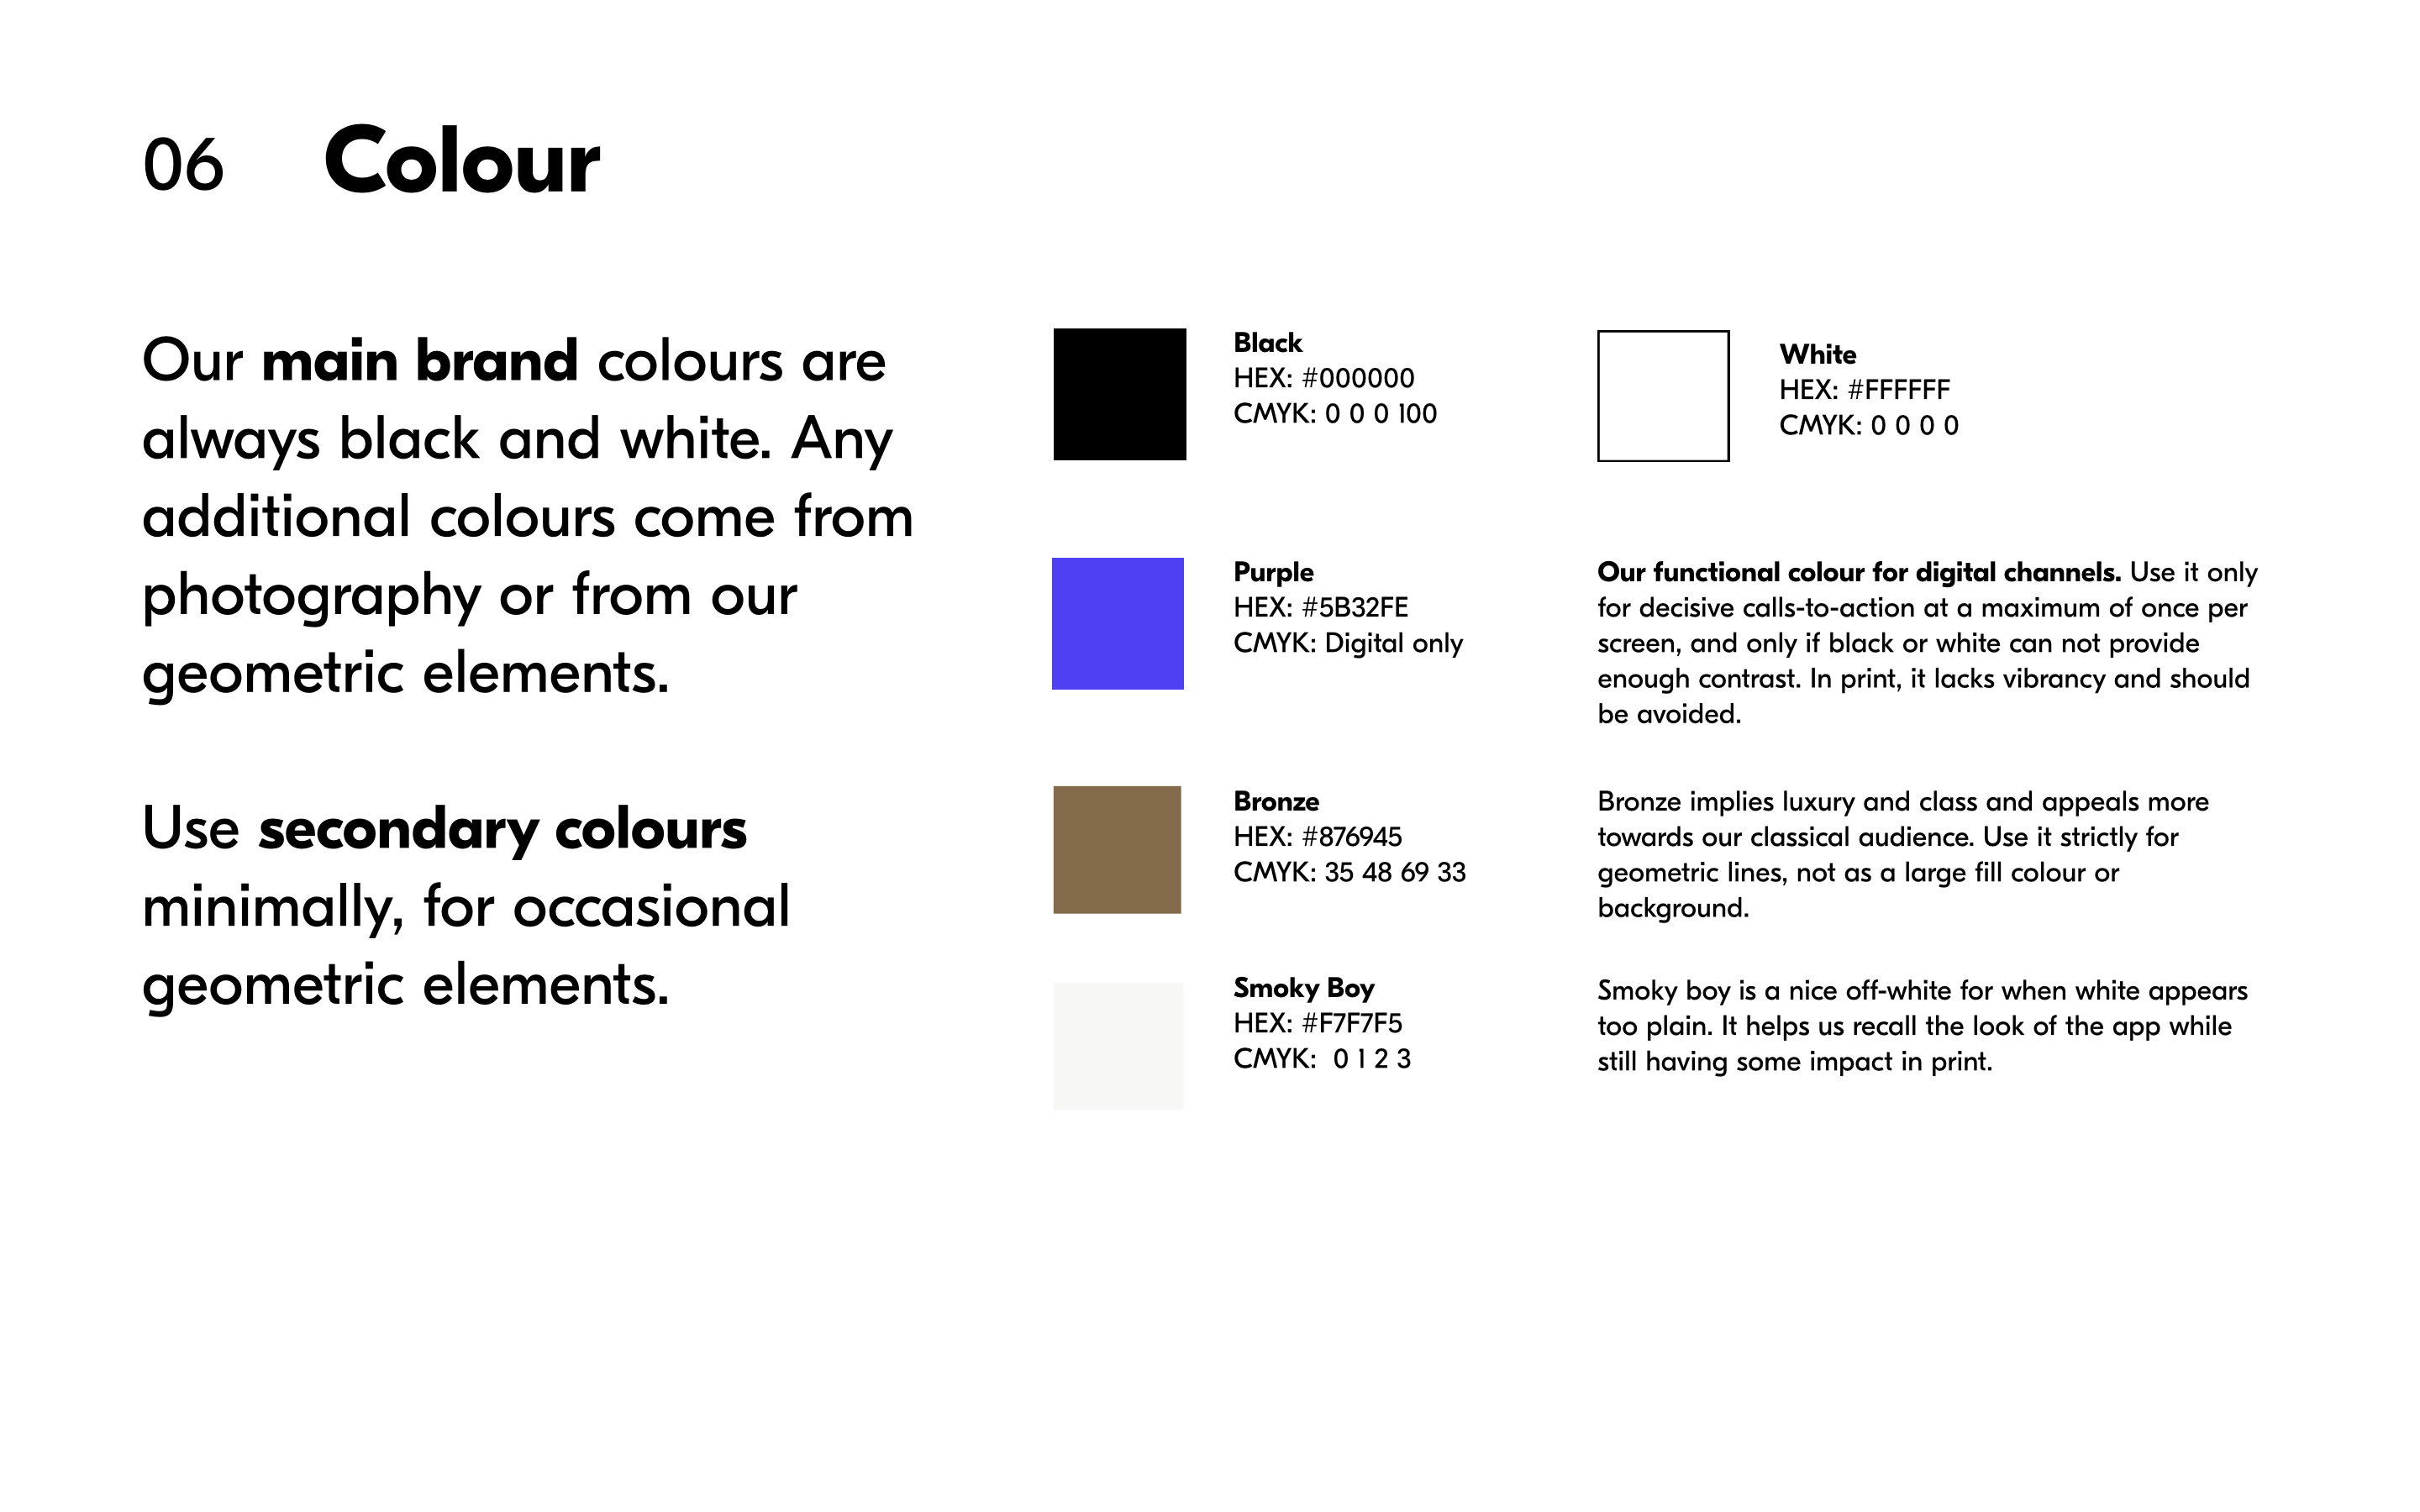 06 Colour
Our main brand colours are
always black and white. Any
additional colours come from
photography or from our
geometric elements.
Use secondary colours
minimally, for occasional
geometric elements.
Black
HEX: #000000
CMYK: 0 0 0 100
White
HEX: #FFFFFF
CMYK: 0 0 0 0
Purple
HEX: #5B32FE
CMYK: Digital only
Our functional colour for digital channels. Use it only
for decisive calls-to-action at a maximum of once per
screen, and only if black or white can not provide
enough contrast. In print, it lacks vibrancy and should
be avoided.
Bronze
HEX: #876945
CMYK: 35 48 69 33
Bronze implies luxury and class and appeals more
towards our classical audience. Use it strictly for
geometric lines, not as a large fill colour or
background.
Smoky Boy
HEX: #F7F7F5
CMYK: 0 1 2 3
Smoky boy is a nice off-white for when white appears
too plain. It helps us recall the look of the app while
still having some impact in print.